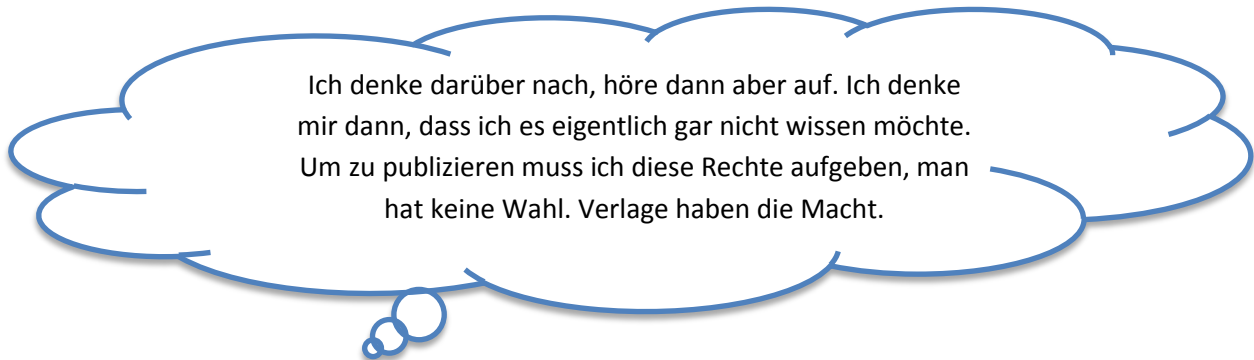 Ich denke darüber nach, höre dann aber auf. Ich denke
mir dann, dass ich es eigentlich gar nicht wissen möchte.
Um zu publizieren muss ich diese Rechte aufgeben, man
hat keine Wahl. Verlage haben die Macht.